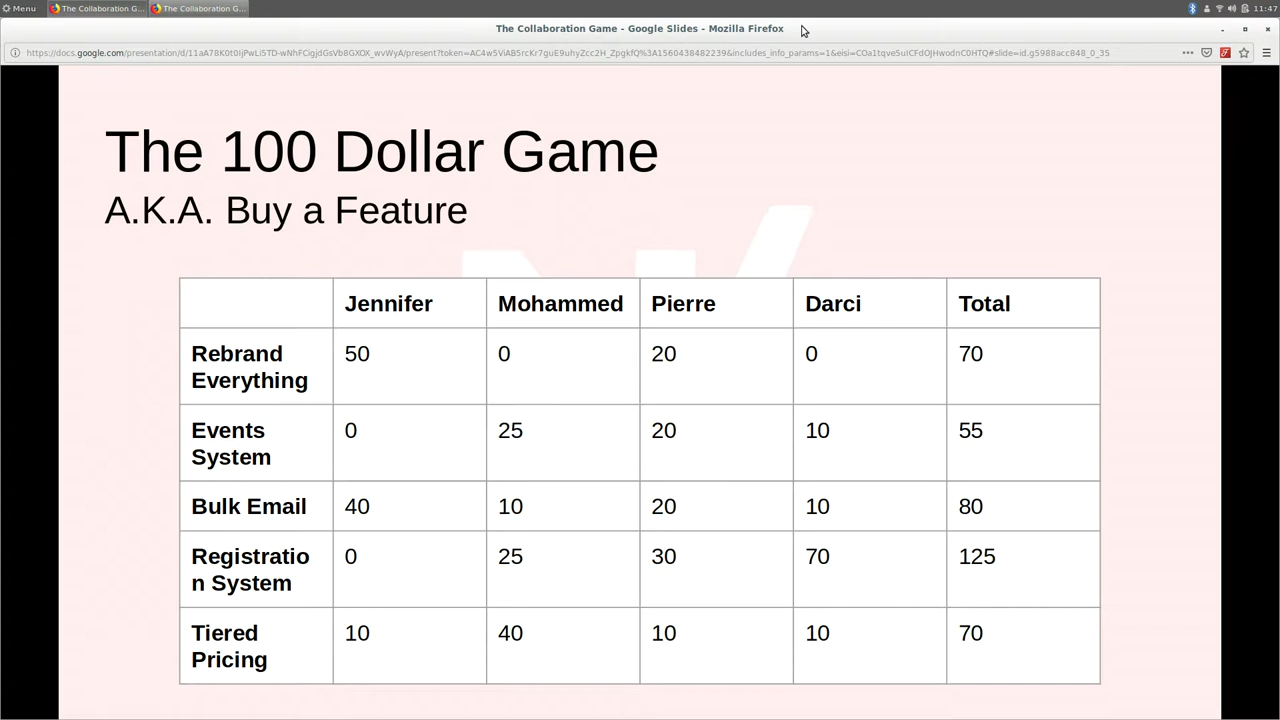 Menu
The Collaboration G...
The Collaboration G...
11:47
The Collaboration Game - Google Slides - Mozilla Firefox
The 100 Dollar Game
A.K.A. Buy a Feature
Jennifer Mohammed Pierre Darci Total
Rebrand 50 0 20 0 70
Everything
Events 0 25 20 10 55
System
Bulk Email 40 10 20 10 80
Registratio 0 25 30 70 125
n System
Tiered 10 40 10 10 70
Pricing